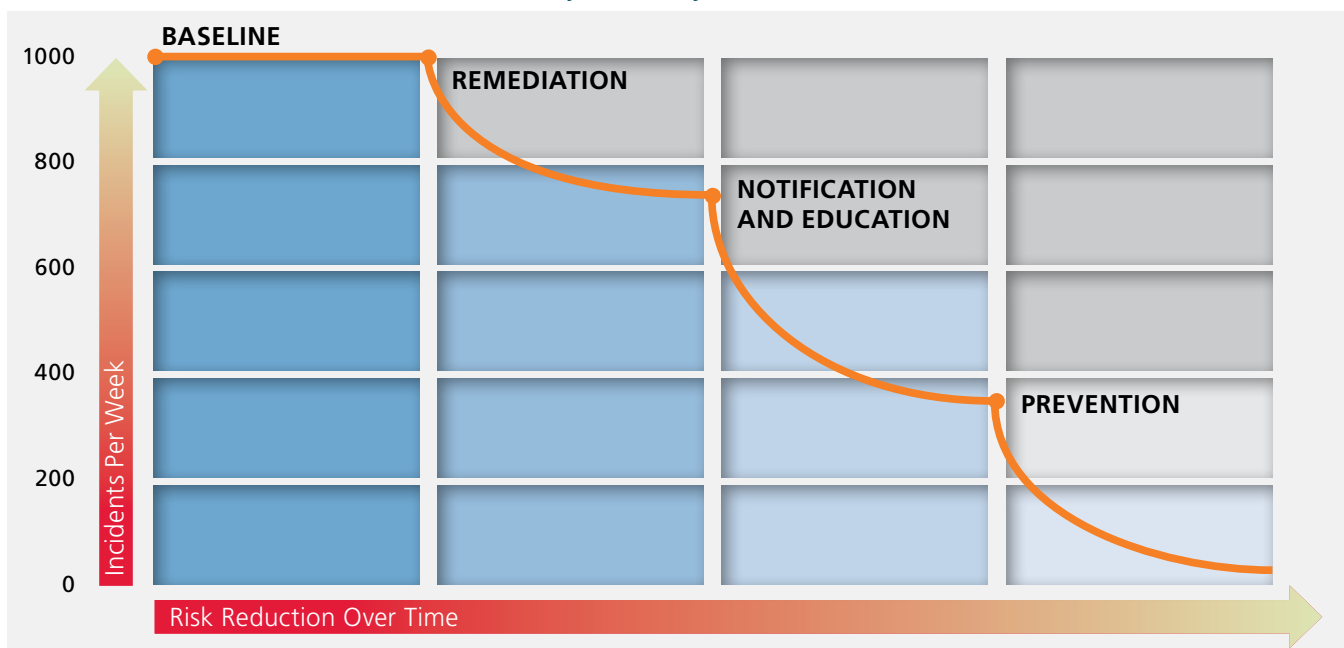 BASELINE
1000
REMEDIATION
800
NOTIFICATION
AND EDUCATION
600
400
PREVENTION
200
0
Incidents Per Week
Risk Reduction Over Time